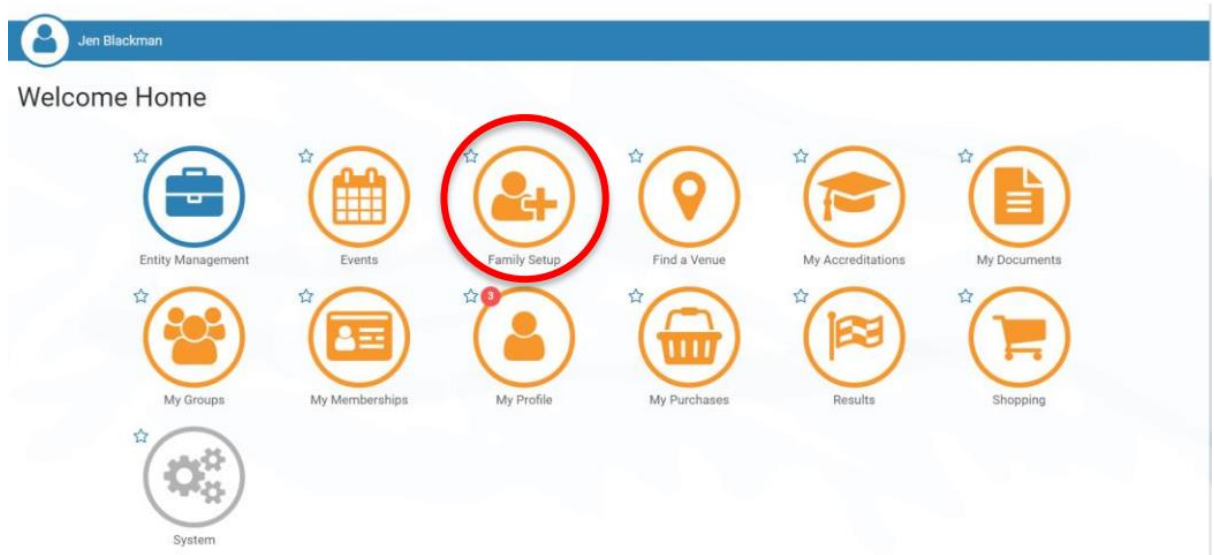 Jen Blackman
Welcome Home
Entity Management
Events
Family Setup
Find a Venue
My Accreditations
My Documents
3
My Groups
My Memberships
My Profile
My Purchases
Results
Shopping
System